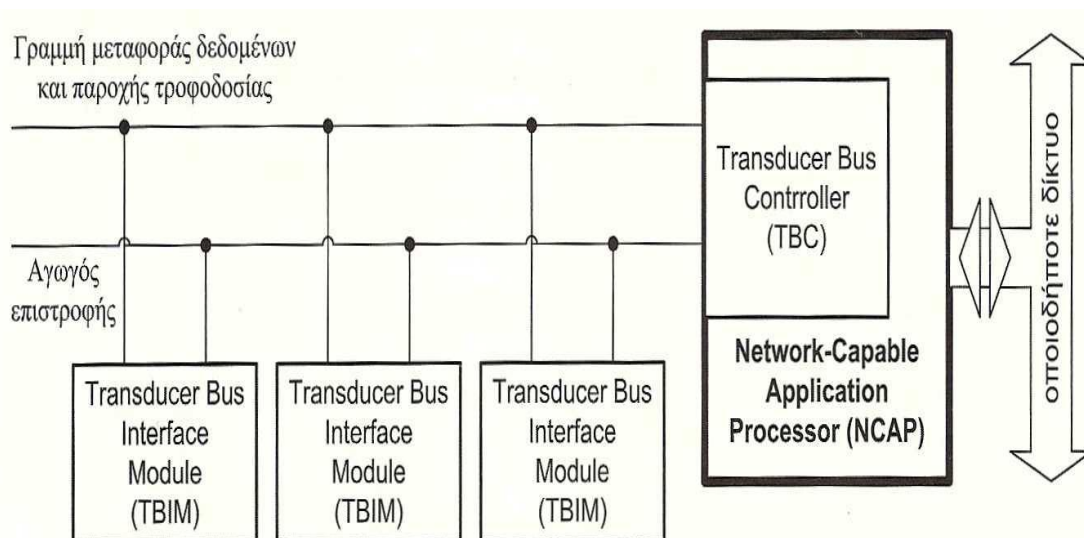 Γραμμή μεταφοράς δεδομένων
και παροχής τροφοδοσίας
Αγωγός
επιστροφής
Transducer Bus
Interface
Module
(TBIM)
Transducer Bus
Interface
Module
(TBIM)
Transducer Bus
Interface
Module
(TBIM)
Transducer Bus
Contrroller
(TBC)
Network-Capable
Application
Processor (NCAP)
οποιοδήποτε δίκτυο